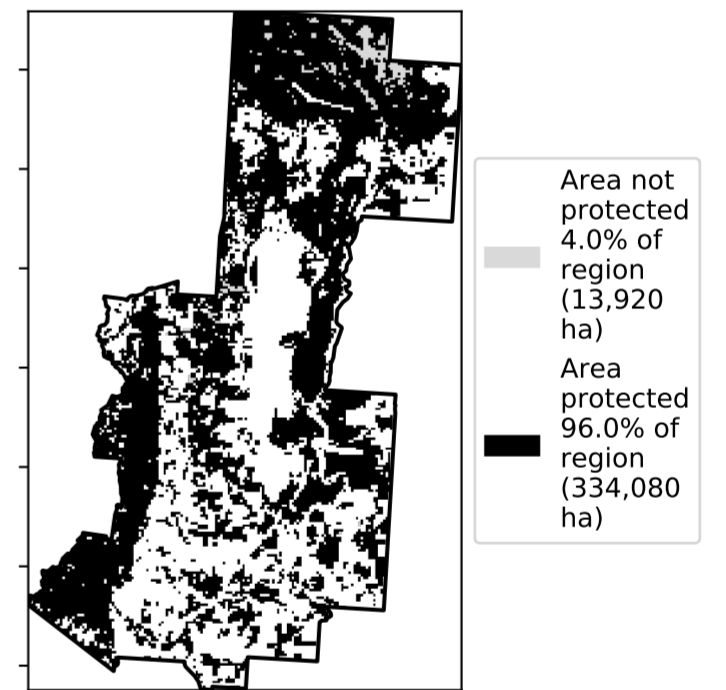 Area not
protected
4.0% of
region
(13,920
ha)
Area
protected
96.0% of
region
(334,080
ha)